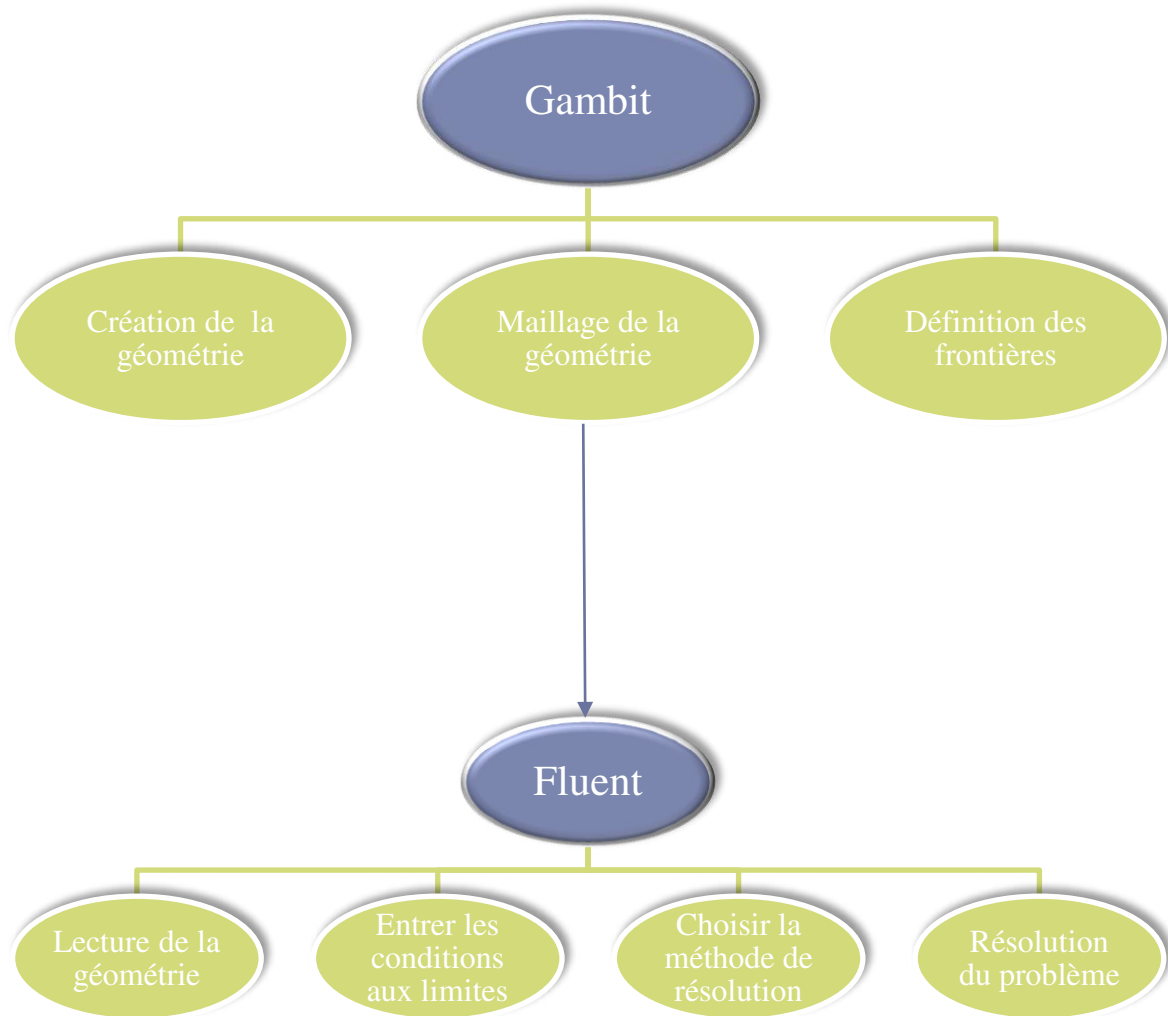 Gambit
Création de la
géométrie
Maillage de la
géométrie
Définition des
frontières
Fluent
Lecture de la
géométrie
Entrer les
conditions
aux limites
Choisir la
méthode de
résolution
Résolution
du problème